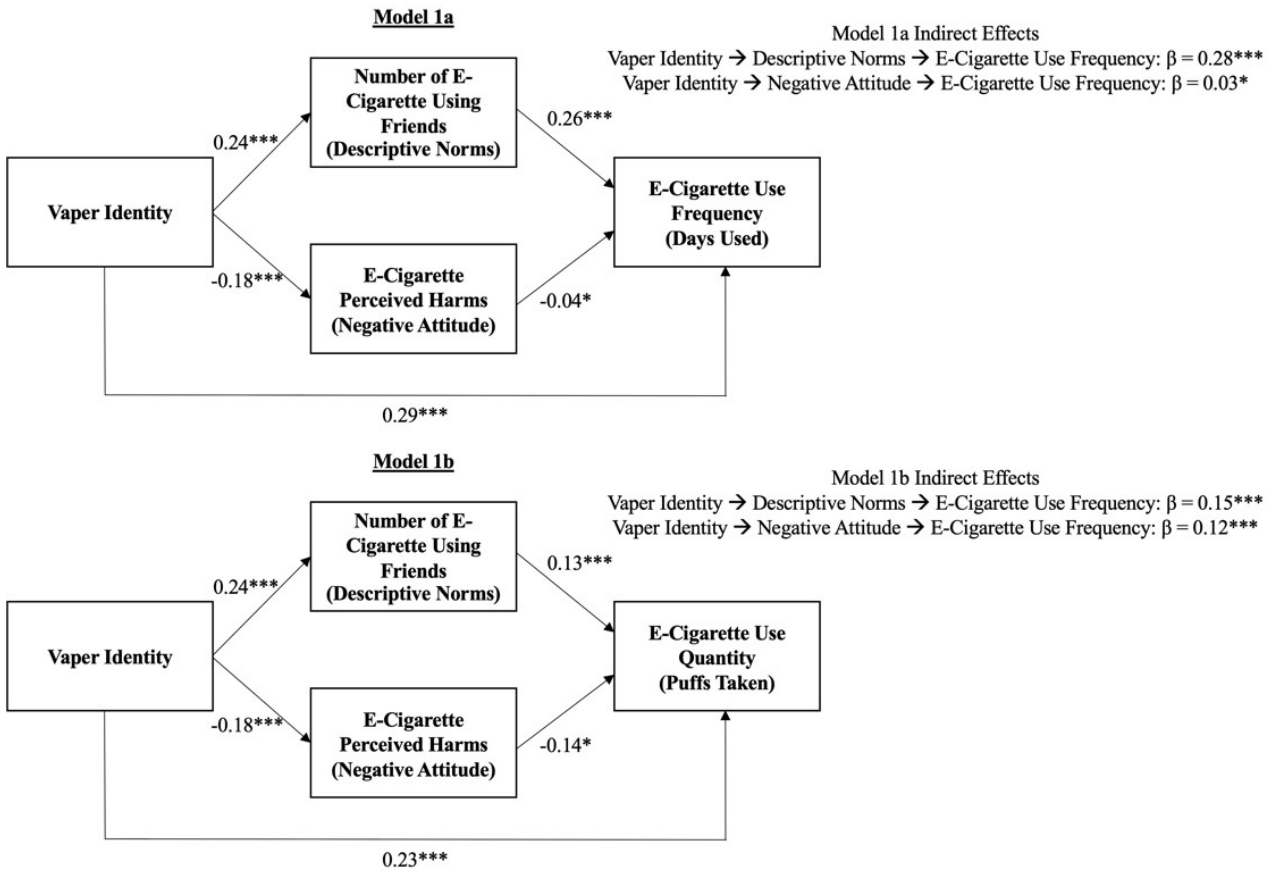 Model 1a
Model 1a Indirect Effects
Vaper Identity → Descriptive Norms → E-Cigarette Use Frequency: β = 0.28***
Vaper Identity → Negative Attitude → E-Cigarette Use Frequency: β = 0.03*
Number of E-
Cigarette Using
Friends
(Descriptive Norms)
0.24***
0.26***
Vaper Identity
E-Cigarette Use
Frequency
(Days Used)
-0.18***
E-Cigarette
Perceived Harms
(Negative Attitude)
-0.04*
0.29***
Model 1b
Model 1b Indirect Effects
Vaper Identity → Descriptive Norms → E-Cigarette Use Frequency: β = 0.15***
Vaper Identity → Negative Attitude → E-Cigarette Use Frequency: β = 0.12***
Number of E-
Cigarette Using
Friends
(Descriptive Norms)
0.24***
0.13***
Vaper Identity
E-Cigarette Use
Quantity
(Puffs Taken)
-0.18***
E-Cigarette
Perceived Harms
(Negative Attitude)
-0.14*
0.23***